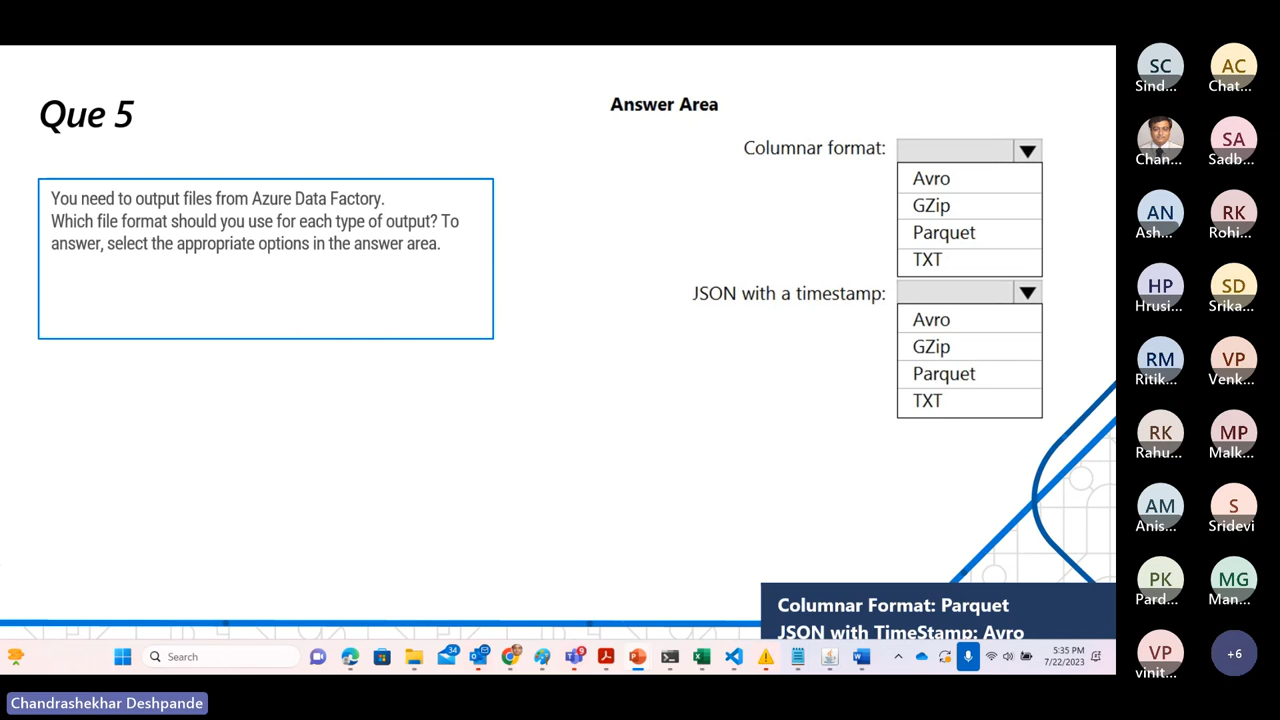 Que 5
You need to output files from Azure Data Factory.
Which file format should you use for each type of output? To
answer, select the appropriate options in the answer area.
Answer Area
Columnar format:
Avro
GZip
Parquet
TXT
JSON with a timestamp:
Avro
GZip
Parquet
TXT
Columnar Format: Parquet
JSON with TimeStamp: Avro
SC
Sind...
AC
Chat...
Chan...
SA
Sadb...
AN
Ash...
RK
Rohi...
HP
Hrusi...
SD
Srika...
RM
Ritik...
VP
Venk...
RK
Rahu...
MP
Malk...
AM
Anis...
S
Sridevi
PK
Pard...
MG
Man...
VP
vinit...
+6
Search
34
9
5:35 PM
7/22/2023
Chandrashekhar Deshpande